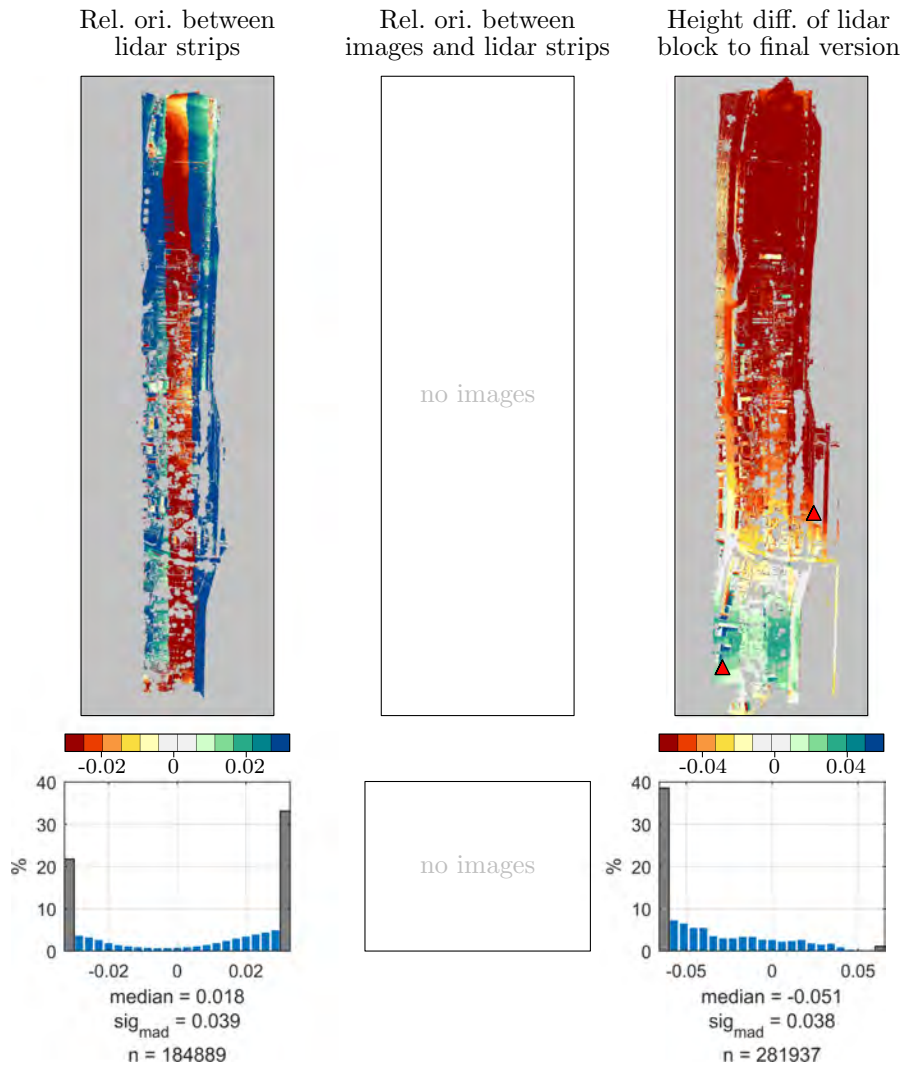 Rel. ori. between
lidar strips
Rel. ori. between
images and lidar strips
Height diff. of lidar
block to final version
no images
-0.02 0 0.02
-0.04 0 0.04
40
30
20
10
0
%
-0.02 0 0.02
median = 0.018
sig_mad = 0.039
n = 184889
no images
40
30
20
10
0
%
-0.05 0 0.05
median = -0.051
sig_mad = 0.038
n = 281937